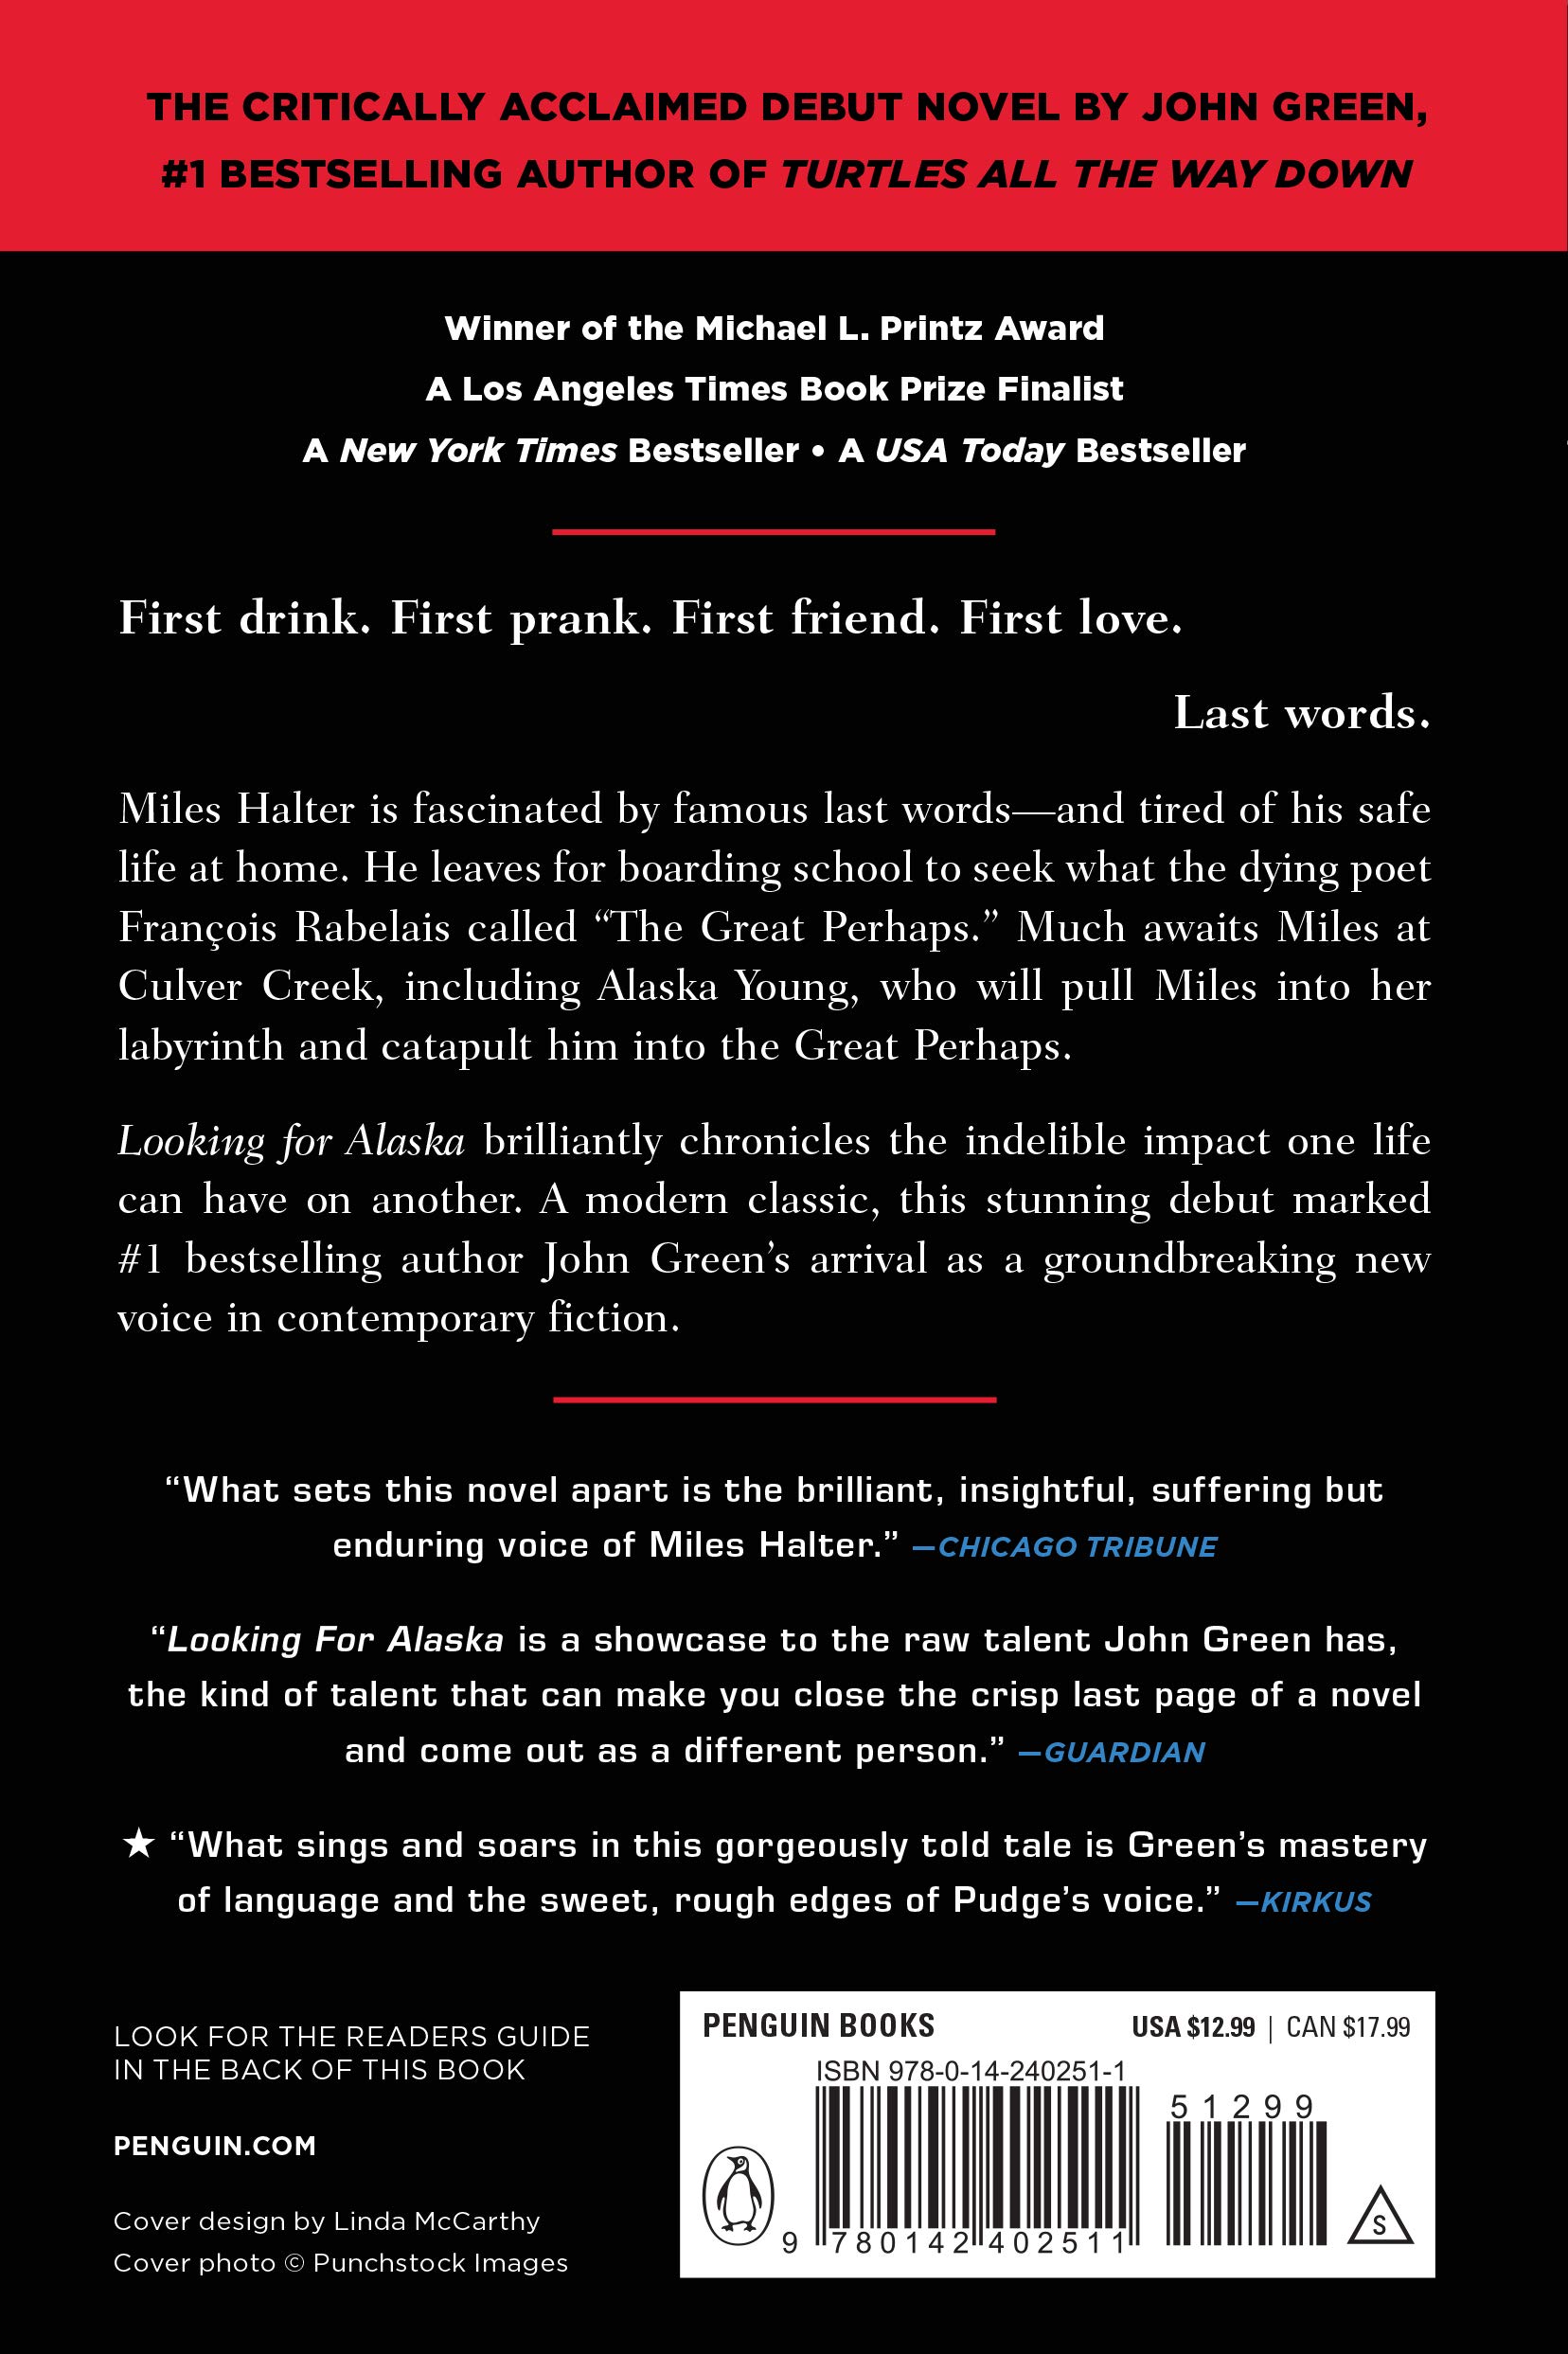 THE CRITICALLY ACCLAIMED DEBUT NOVEL BY JOHN GREEN,
#1 BESTSELLING AUTHOR OF TURTLES ALL THE WAY DOWN
Winner of the Michael L. Printz Award
A Los Angeles Times Book Prize Finalist
A New York Times Bestseller • A USA Today Bestseller
First drink. First prank. First friend. First love.
Last words.
Miles Halter is fascinated by famous last words—and tired of his safe
life at home. He leaves for boarding school to seek what the dying poet
François Rabelais called “The Great Perhaps.” Much awaits Miles at
Culver Creek, including Alaska Young, who will pull Miles into her
labyrinth and catapult him into the Great Perhaps.
Looking for Alaska brilliantly chronicles the indelible impact one life
can have on another. A modern classic, this stunning debut marked
#1 bestselling author John Green’s arrival as a groundbreaking new
voice in contemporary fiction.
“What sets this novel apart is the brilliant, insightful, suffering but
enduring voice of Miles Halter.” —CHICAGO TRIBUNE
“Looking For Alaska is a showcase to the raw talent John Green has,
the kind of talent that can make you close the crisp last page of a novel
and come out as a different person.” —GUARDIAN
★ “What sings and soars in this gorgeously told tale is Green’s mastery
of language and the sweet, rough edges of Pudge’s voice.” —KIRKUS
LOOK FOR THE READERS GUIDE
IN THE BACK OF THIS BOOK
PENGUIN.COM
Cover design by Linda McCarthy
Cover photo © Punchstock Images
PENGUIN BOOKS
USA $12.99 | CAN $17.99
ISBN 978-0-14-240251-1
51299
9 780142 402511
S